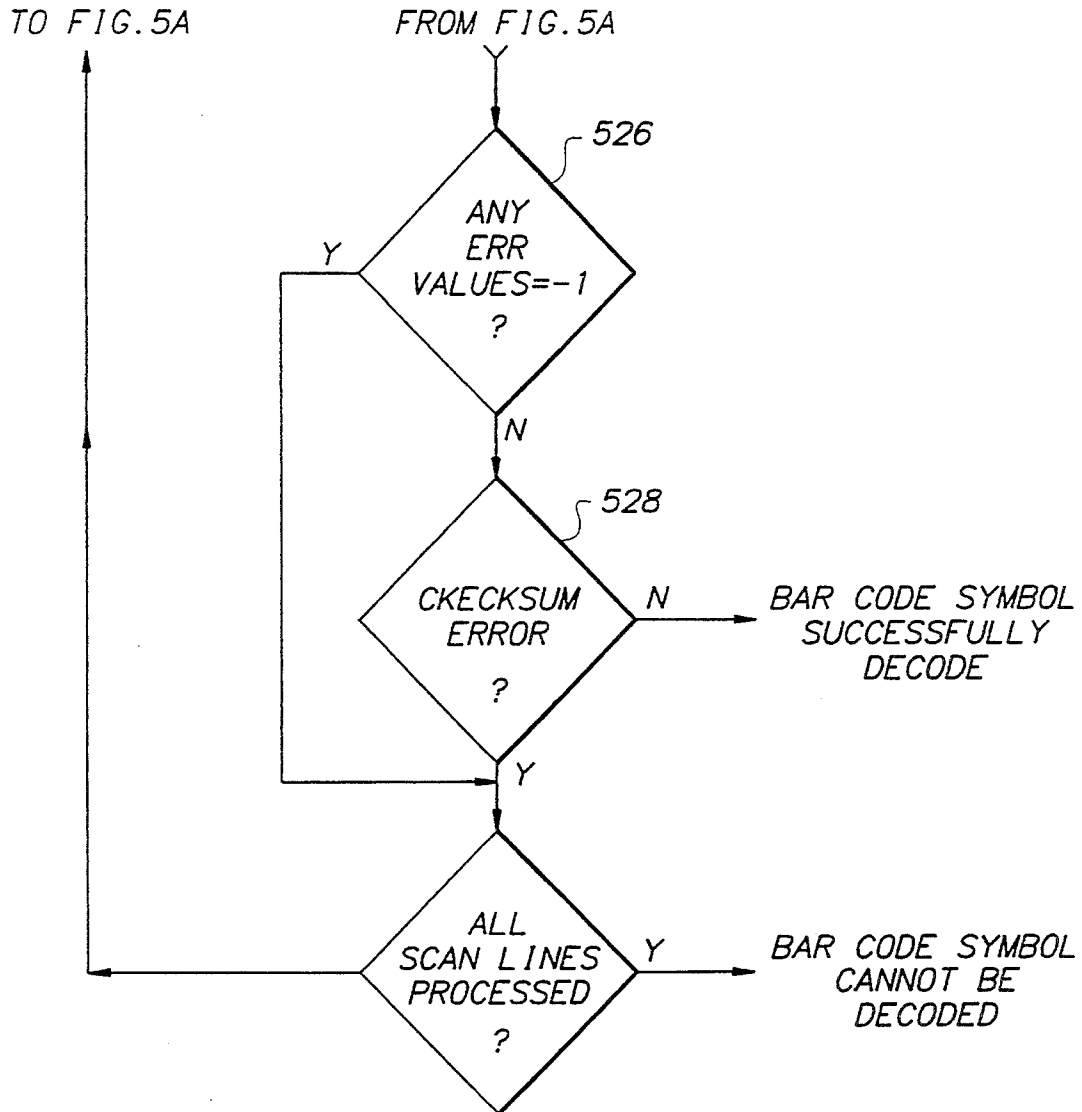 TO FIG.5A
FROM FIG.5A
526
ANY
ERR
VALUES=-1
?
Y
N
528
CKECKSUM
ERROR
?
N
BAR CODE SYMBOL
SUCCESSFULLY
DECODE
Y
ALL
SCAN LINES
PROCESSED
?
Y
BAR CODE SYMBOL
CANNOT BE
DECODED